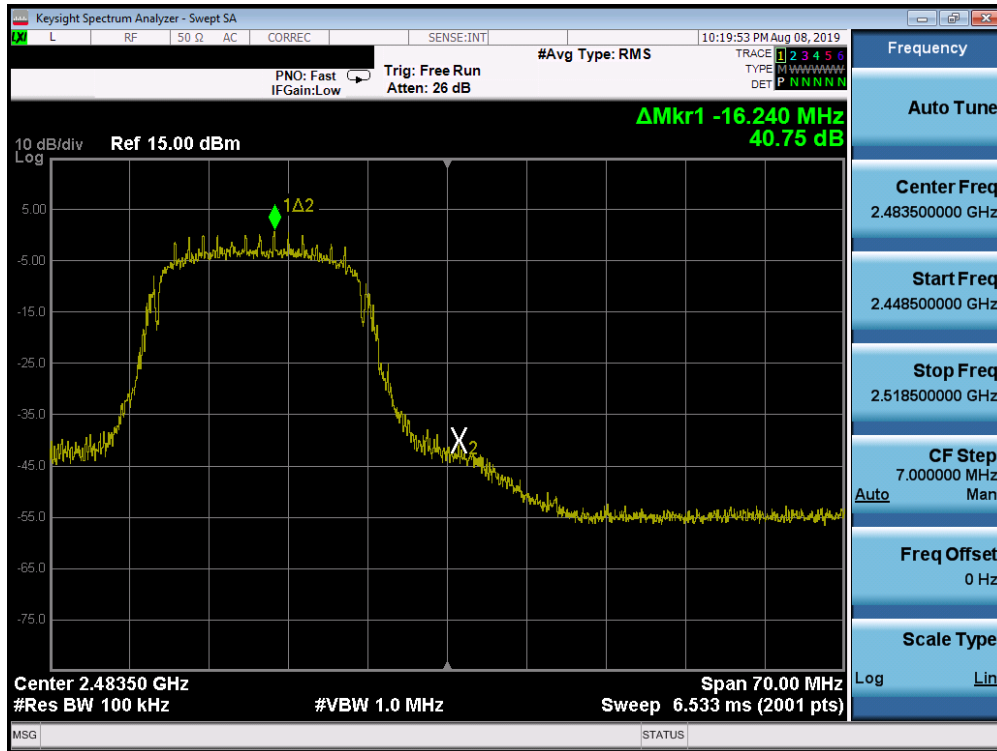 Keysight Spectrum Analyzer - Swept SA
LXI L RF 50 Ω AC CORREC SENSE:INT 10:19:53 PM Aug 08, 2019
Frequency
#Avg Type: RMS
TRACE 1 2 3 4 5 6
PNO: Fast Trig: Free Run
TYPE M W W W W W
IFGain:Low Atten: 26 dB
DET P N N N N N
Auto Tune
ΔMkr1 -16.240 MHz
40.75 dB
10 dB/div Ref 15.00 dBm
Log
Center Freq
2.483500000 GHz
1Δ2
5.00
-5.00
-15.0
-25.0
-35.0
-45.0
-55.0
-65.0
-75.0
X2
Start Freq
2.448500000 GHz
Stop Freq
2.518500000 GHz
CF Step
7.000000 MHz
Auto Man
Freq Offset
0 Hz
Scale Type
Log Lin
Center 2.48350 GHz Span 70.00 MHz
#Res BW 100 kHz #VBW 1.0 MHz Sweep 6.533 ms (2001 pts)
MSG STATUS